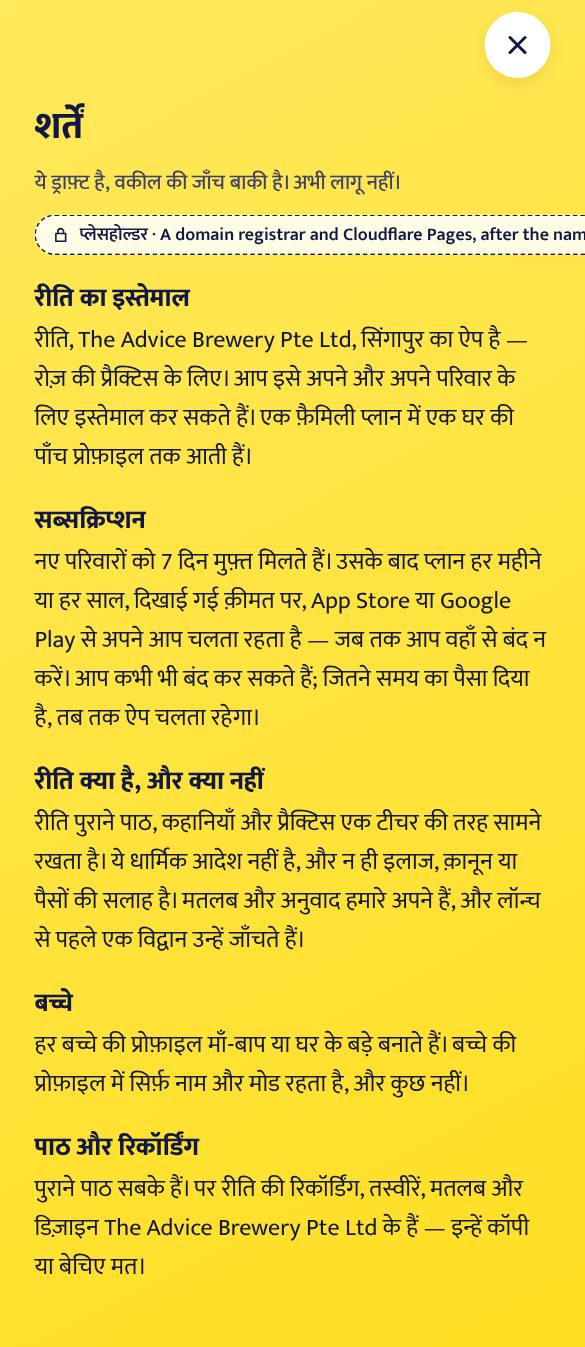 शर्तें
ये ड्राफ़्ट है, वकील की जाँच बाकी है। अभी लागू नहीं।
प्लेसहोल्डर · A domain registrar and Cloudflare Pages, after the nam
रीति का इस्तेमाल
रीति, The Advice Brewery Pte Ltd, सिंगापुर का ऐप है —
रोज़ की प्रैक्टिस के लिए। आप इसे अपने और अपने परिवार के
लिए इस्तेमाल कर सकते हैं। एक फ़ैमिली प्लान में एक घर की
पाँच प्रोफ़ाइल तक आती हैं।
सब्सक्रिप्शन
नए परिवारों को 7 दिन मुफ़्त मिलते हैं। उसके बाद प्लान हर महीने
या हर साल, दिखाई गई क़ीमत पर, App Store या Google
Play से अपने आप चलता रहता है — जब तक आप वहाँ से बंद न
करें। आप कभी भी बंद कर सकते हैं; जितने समय का पैसा दिया
है, तब तक ऐप चलता रहेगा।
रीति क्या है, और क्या नहीं
रीति पुराने पाठ, कहानियाँ और प्रैक्टिस एक टीचर की तरह सामने
रखता है। ये धार्मिक आदेश नहीं है, और न ही इलाज, क़ानून या
पैसों की सलाह है। मतलब और अनुवाद हमारे अपने हैं, और लॉन्च
से पहले एक विद्वान उन्हें जाँचते हैं।
बच्चे
हर बच्चे की प्रोफ़ाइल माँ-बाप या घर के बड़े बनाते हैं। बच्चे की
प्रोफ़ाइल में सिर्फ़ नाम और मोड रहता है, और कुछ नहीं।
पाठ और रिकॉर्डिंग
पुराने पाठ सबके हैं। पर रीति की रिकॉर्डिंग, तस्वीरें, मतलब और
डिज़ाइन The Advice Brewery Pte Ltd के हैं — इन्हें कॉपी
या बेचिए मत।